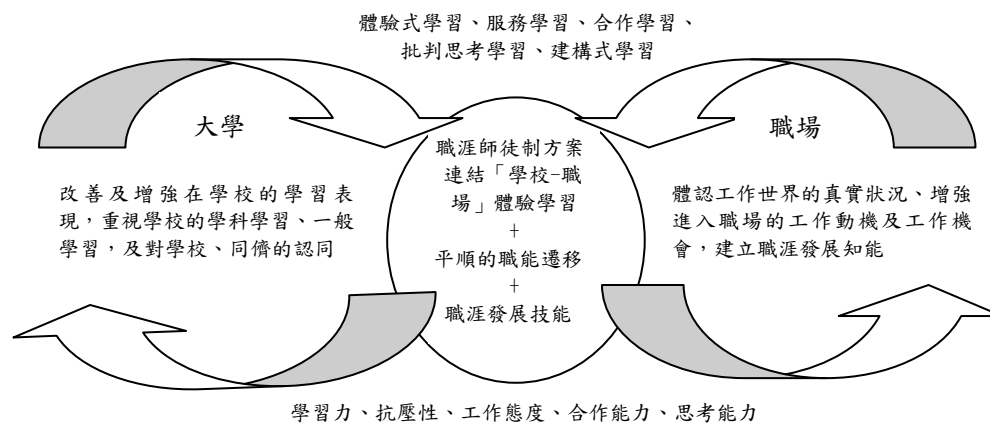 體驗式學習、服務學習、合作學習、
批判思考學習、建構式學習
大學
改善及增強在學校的學習表
現，重視學校的學科學習、一般
學習，及對學校、同儕的認同
職涯師徒制方案
連結「學校-職
場」體驗學習
+
平順的職能遷移
+
職涯發展技能
職場
體認工作世界的真實狀況、增強
進入職場的工作動機及工作機
會，建立職涯發展知能
學習力、抗壓性、工作態度、合作能力、思考能力